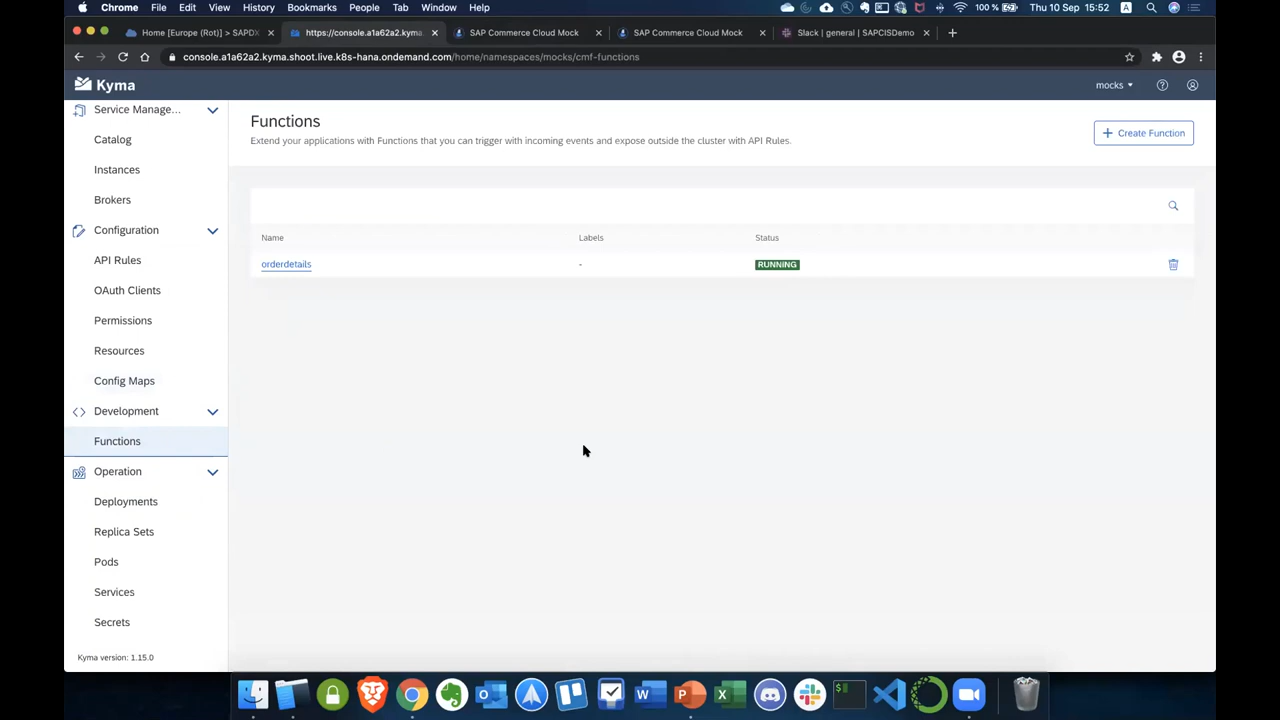 Chrome File Edit View History Bookmarks People Tab Window Help 100 % Thu 10 Sep 15:52 A
Home [Europe (Rot)] > SAPDX
https://console.a1a62a2.kyma.
SAP Commerce Cloud Mock
SAP Commerce Cloud Mock
Slack | general | SAPCISDemo
console.a1a62a2.kyma.shoot.live.k8s-hana.ondemand.com/home/namespaces/mocks/cmf-functions
Kyma
mocks
Service Manage...
Catalog
Instances
Brokers
Configuration
API Rules
OAuth Clients
Permissions
Resources
Config Maps
Development
Functions
Operation
Deployments
Replica Sets
Pods
Services
Secrets
Kyma version: 1.15.0
Functions
Extend your applications with Functions that you can trigger with incoming events and expose outside the cluster with API Rules.
+ Create Function
Name Labels Status
orderdetails - RUNNING